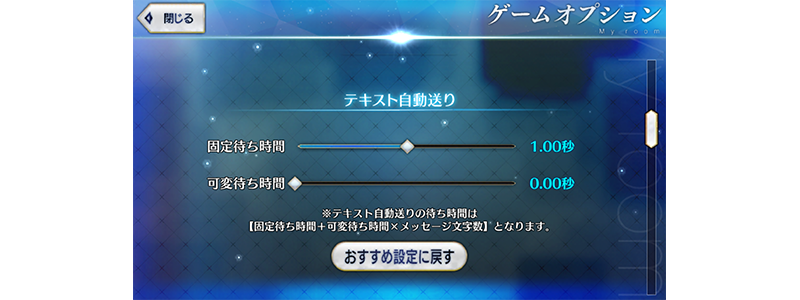 閉じる
ゲームオプション
My room
テキスト自動送り
固定待ち時間 1.00秒
可変待ち時間 0.00秒
※テキスト自動送りの待ち時間は
【固定待ち時間＋可変待ち時間×メッセージ文字数】となります。
おすすめ設定に戻す
My room